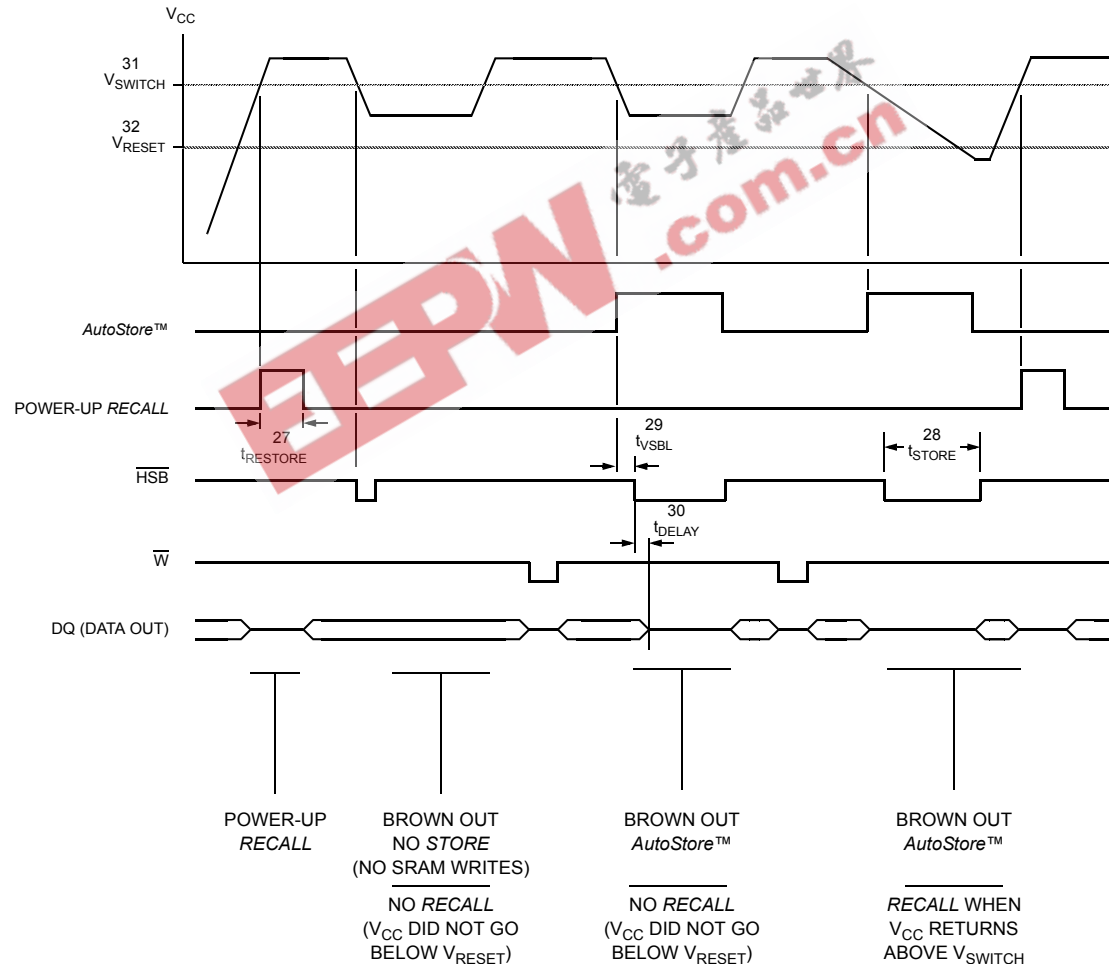 VCC
31
VSWITCH
32
VRESET
電子產品世界
EEPW.com.cn
AutoStore™
POWER-UP RECALL
27
tRESTORE
29
tVSBL
28
tSTORE
HSB
30
tDELAY
W
DQ (DATA OUT)
POWER-UP
RECALL
BROWN OUT
NO STORE
(NO SRAM WRITES)
NO RECALL
(VCC DID NOT GO
BELOW VRESET)
BROWN OUT
AutoStore™
NO RECALL
(VCC DID NOT GO
BELOW VRESET)
BROWN OUT
AutoStore™
RECALL WHEN
VCC RETURNS
ABOVE VSWITCH